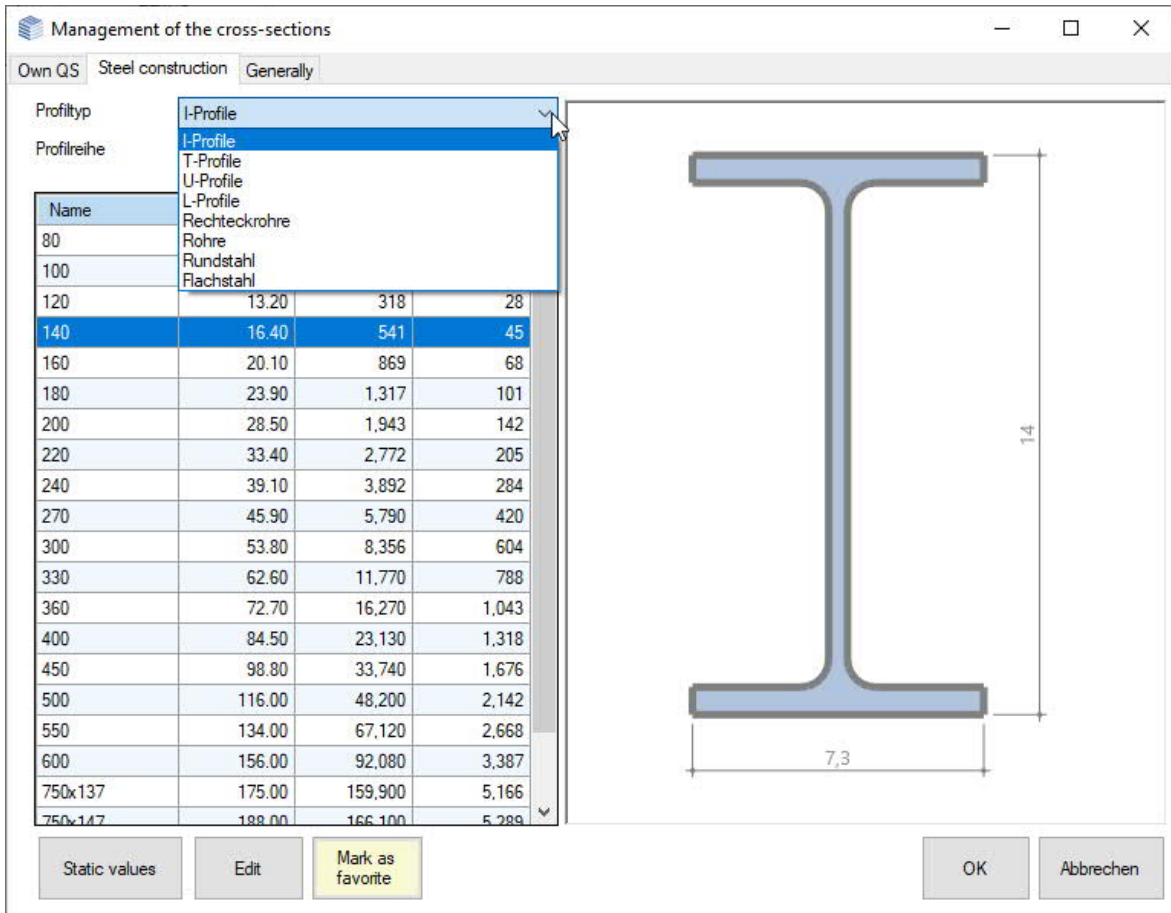 Management of the cross-sections
Own QS Steel construction Generally
Profiltyp I-Profile
Profilreihe
I-Profile
T-Profile
U-Profile
L-Profile
Rechteckrohre
Rohre
Rundstahl
Flachstahl
Name
80
100
120 13.20 318 28
140 16.40 541 45
160 20.10 869 68
180 23.90 1,317 101
200 28.50 1,943 142
220 33.40 2,772 205
240 39.10 3,892 284
270 45.90 5,790 420
300 53.80 8,356 604
330 62.60 11,770 788
360 72.70 16,270 1,043
400 84.50 23,130 1,318
450 98.80 33,740 1,676
500 116.00 48,200 2,142
550 134.00 67,120 2,668
600 156.00 92,080 3,387
750x137 175.00 159,900 5,166
750x147 188.00 166,100 5,289
14
7,3
Static values
Edit
Mark as
favorite
OK
Abbrechen